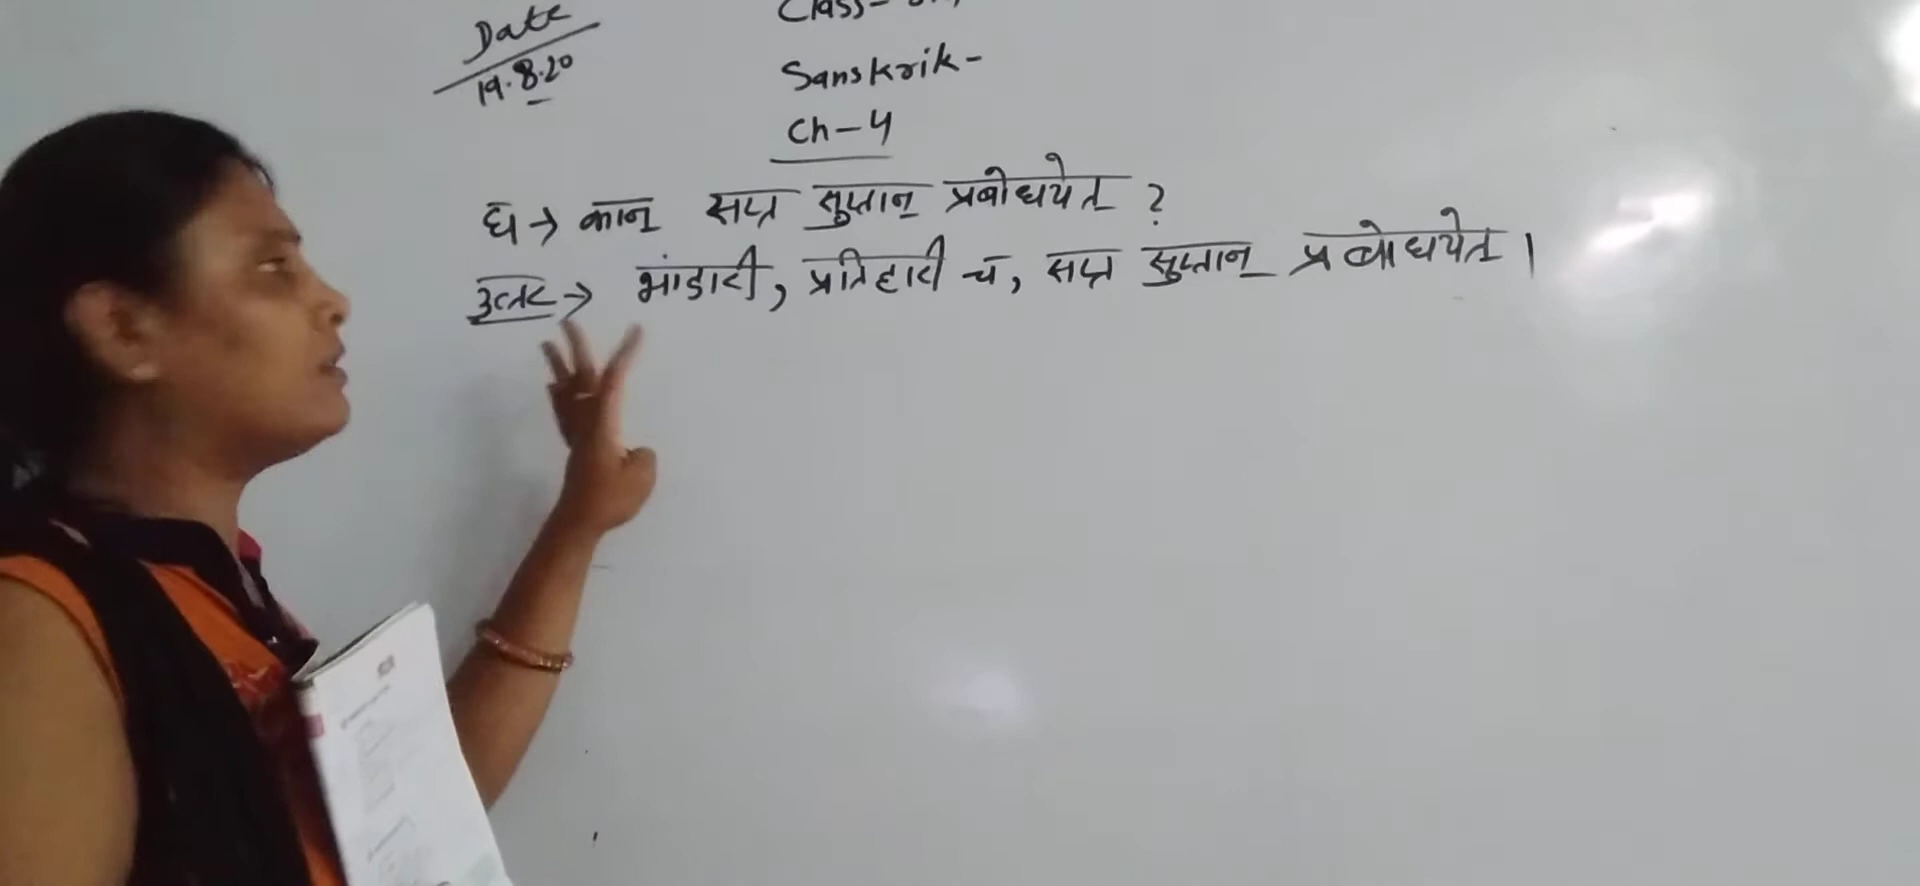 Date
19.8.20
Class-
Sanskrik-
Ch-4
घ → कान् सप्त सुप्तान् प्रबोधयेत् ?
उत्तर → भांडारी, प्रतिहारी च, सप्त सुप्तान् प्रबोधयेत् ।